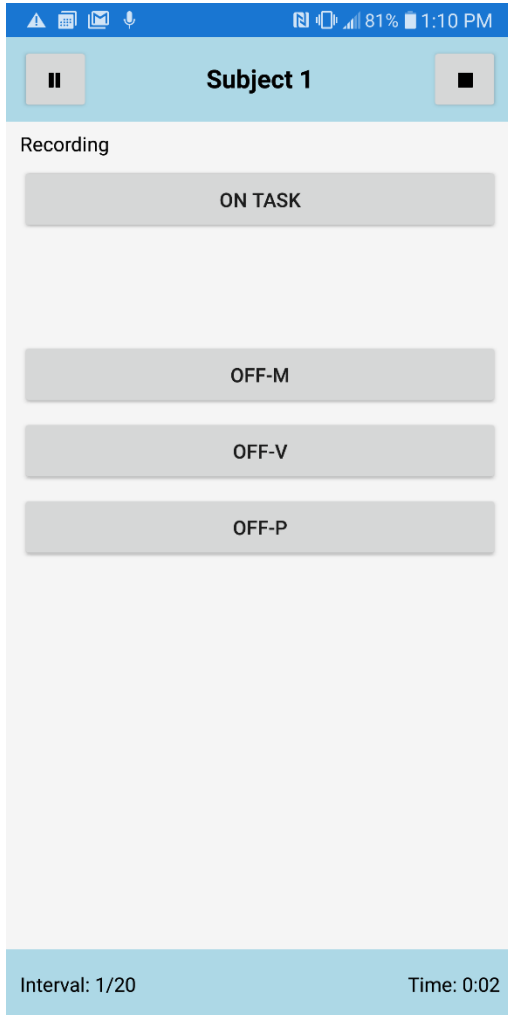 81% 1:10 PM
Subject 1
Recording
ON TASK
OFF-M
OFF-V
OFF-P
Interval: 1/20 Time: 0:02